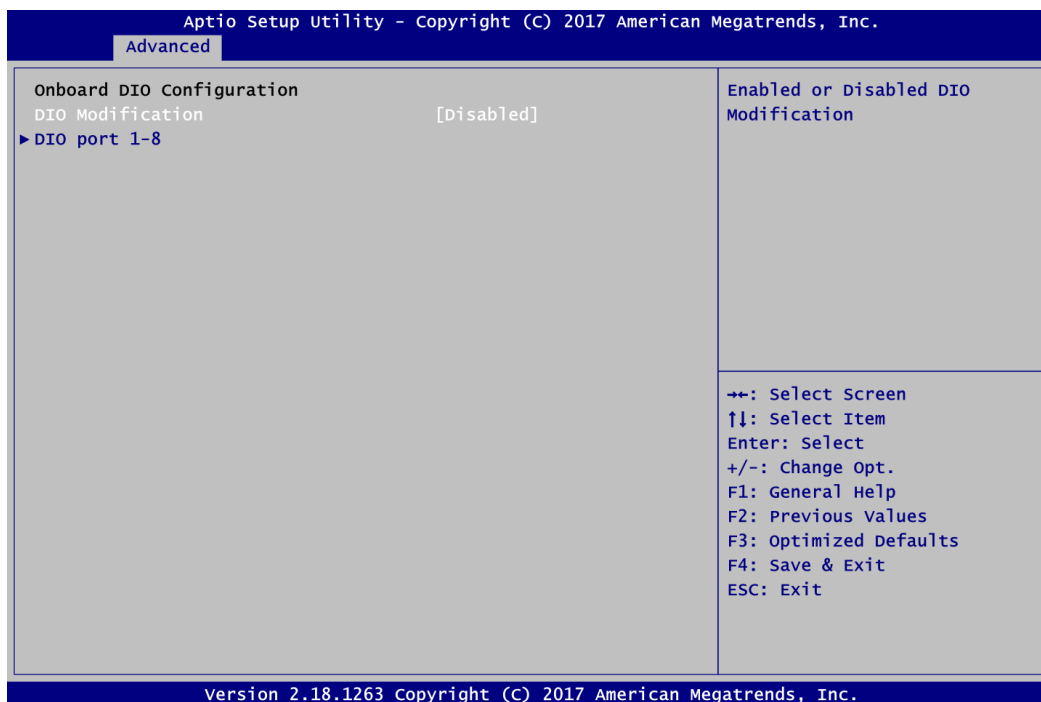 Aptio Setup Utility - Copyright (C) 2017 American Megatrends, Inc.
Advanced
Onboard DIO Configuration
DIO Modification [Disabled]
►DIO port 1-8
Enabled or Disabled DIO
Modification
→←: Select Screen
↑↓: Select Item
Enter: Select
+/-: Change Opt.
F1: General Help
F2: Previous Values
F3: Optimized Defaults
F4: Save & Exit
ESC: Exit
Version 2.18.1263 Copyright (C) 2017 American Megatrends, Inc.